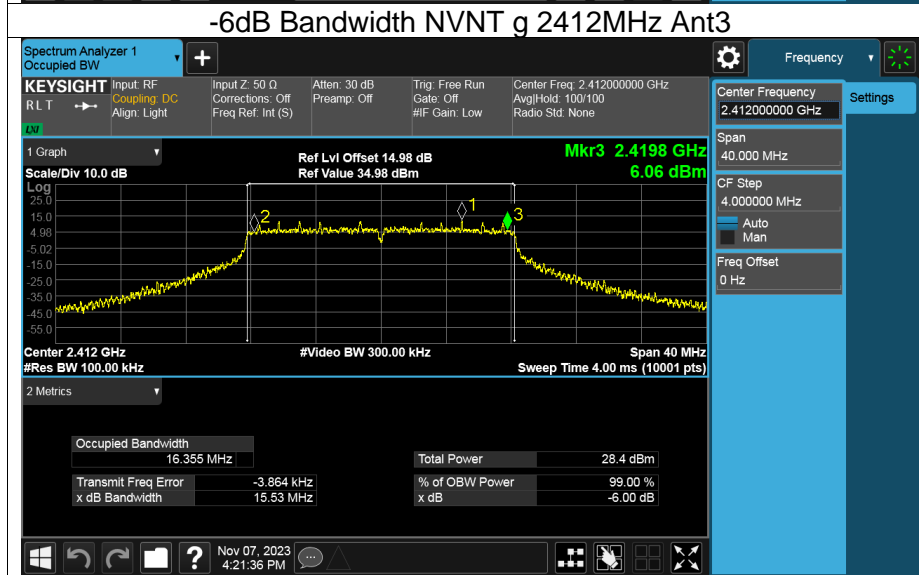 -6dB Bandwidth NVNT g 2412MHz Ant3
Spectrum Analyzer 1
Occupied BW
+
Frequency
KEYSIGHT
R L T
LXI
Input: RF
Coupling: DC
Align: Light
Input Z: 50 Ω
Corrections: Off
Freq Ref: Int (S)
Atten: 30 dB
Preamp: Off
Trig: Free Run
Gate: Off
#IF Gain: Low
Center Freq: 2.412000000 GHz
Avg|Hold: 100/100
Radio Std: None
Center Frequency
2.412000000 GHz
Settings
Span
40.000 MHz
CF Step
4.000000 MHz
Auto
Man
Freq Offset
0 Hz
1 Graph
Scale/Div 10.0 dB
Ref Lvl Offset 14.98 dB
Ref Value 34.98 dBm
Mkr3 2.4198 GHz
6.06 dBm
Log
25.0
15.0
4.98
-5.02
-15.0
-25.0
-35.0
-45.0
-55.0
2
1
3
Center 2.412 GHz
#Res BW 100.00 kHz
#Video BW 300.00 kHz
Span 40 MHz
Sweep Time 4.00 ms (10001 pts)
2 Metrics
Occupied Bandwidth
16.355 MHz
Total Power 28.4 dBm
Transmit Freq Error -3.864 kHz
% of OBW Power 99.00 %
x dB Bandwidth 15.53 MHz
x dB -6.00 dB
?
Nov 07, 2023
4:21:36 PM